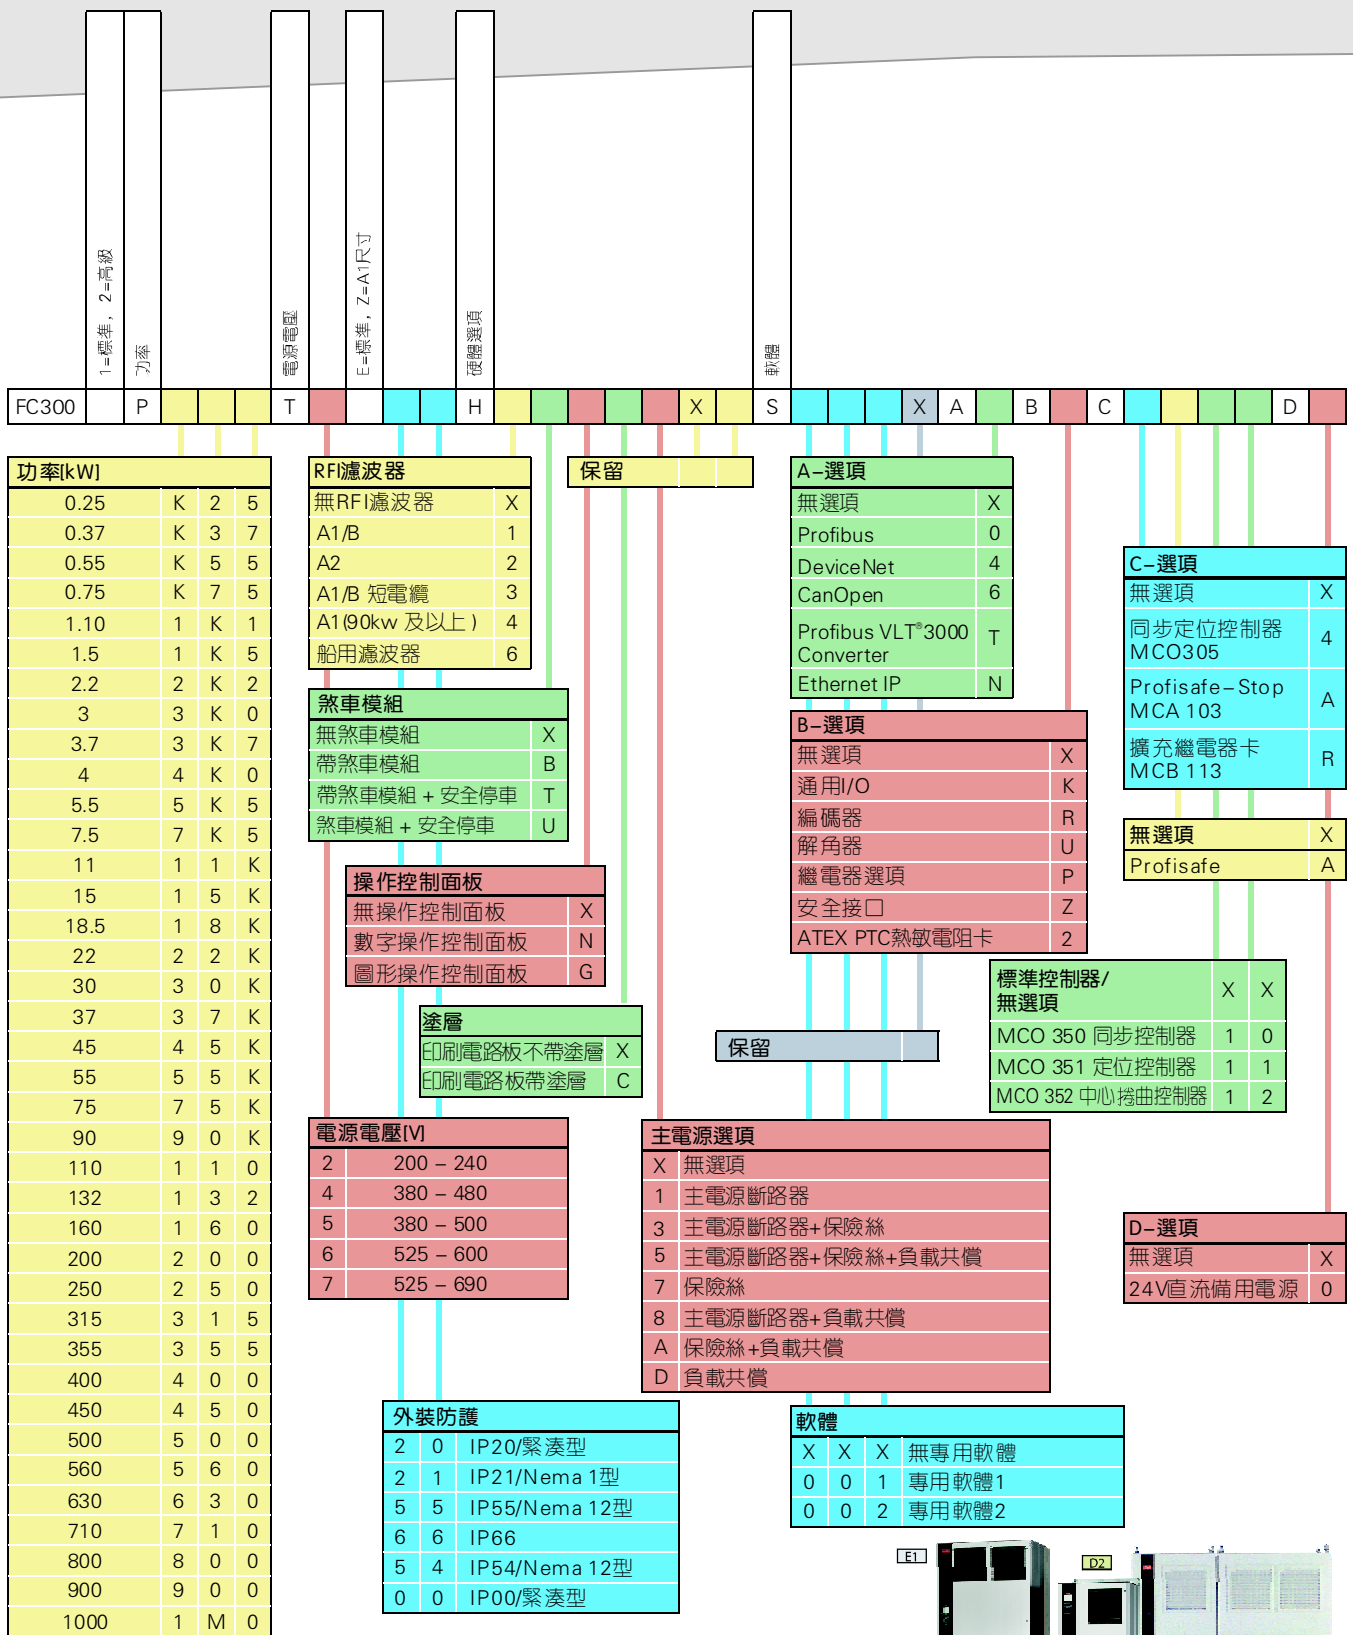 1=標準，2=高級
功率
電源電壓
E=標準，Z=A1尺寸
硬體選項
軟體
FC300 P T H X S X A B C D
功率[kW]
0.25 K 2 5
0.37 K 3 7
0.55 K 5 5
0.75 K 7 5
1.10 1 K 1
1.5 1 K 5
2.2 2 K 2
3 3 K 0
3.7 3 K 7
4 4 K 0
5.5 5 K 5
7.5 7 K 5
11 1 1 K
15 1 5 K
18.5 1 8 K
22 2 2 K
30 3 0 K
37 3 7 K
45 4 5 K
55 5 5 K
75 7 5 K
90 9 0 K
110 1 1 0
132 1 3 2
160 1 6 0
200 2 0 0
250 2 5 0
315 3 1 5
355 3 5 5
400 4 0 0
450 4 5 0
500 5 0 0
560 5 6 0
630 6 3 0
710 7 1 0
800 8 0 0
900 9 0 0
1000 1 M 0
RFI濾波器
無RFI濾波器 X
A1/B 1
A2 2
A1/B 短電纜 3
A1(90kw 及以上) 4
船用濾波器 6
煞車模組
無煞車模組 X
帶煞車模組 B
帶煞車模組 + 安全停車 T
煞車模組 + 安全停車 U
操作控制面板
無操作控制面板 X
數字操作控制面板 N
圖形操作控制面板 G
塗層
印刷電路板不帶塗層 X
印刷電路板帶塗層 C
電源電壓[V]
2 200 – 240
4 380 – 480
5 380 – 500
6 525 – 600
7 525 – 690
外裝防護
2 0 IP20/緊湊型
2 1 IP21/Nema 1型
5 5 IP55/Nema 12型
6 6 IP66
5 4 IP54/Nema 12型
0 0 IP00/緊湊型
保留
主電源選項
X 無選項
1 主電源斷路器
3 主電源斷路器+保險絲
5 主電源斷路器+保險絲+負載共償
7 保險絲
8 主電源斷路器+負載共償
A 保險絲+負載共償
D 負載共償
A–選項
無選項 X
Profibus 0
DeviceNet 4
CanOpen 6
Profibus VLT®3000
Converter T
Ethernet IP N
B–選項
無選項 X
通用I/O K
編碼器 R
解角器 U
繼電器選項 P
安全接口 Z
ATEX PTC熱敏電阻卡 2
保留
軟體
X X X 無專用軟體
0 0 1 專用軟體1
0 0 2 專用軟體2
C–選項
無選項 X
同步定位控制器
MCO305 4
Profisafe–Stop
MCA 103 A
擴充繼電器卡
MCB 113 R
無選項 X
Profisafe A
標準控制器/
無選項 X X
MCO 350 同步控制器 1 0
MCO 351 定位控制器 1 1
MCO 352 中心捲曲控制器 1 2
D–選項
無選項 X
24V直流備用電源 0
E1
D2